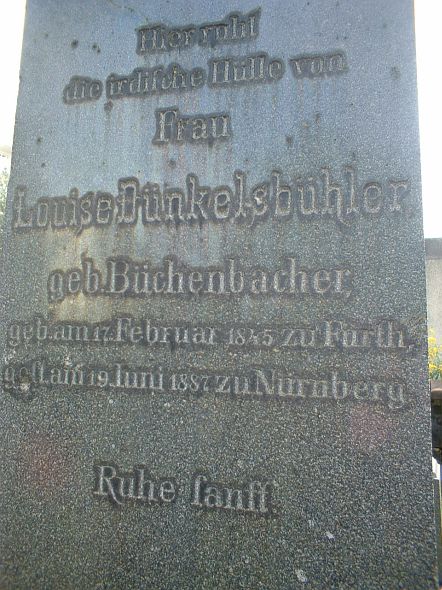 Hier ruht
die irdische Hülle von
Frau
Louise Dünkelsbühler,
geb. Büchenbacher,
geb. am 17. Februar 1845 zu Fürth,
gest. am 19. Juni 1887 zu Nürnberg.
Ruhe sanft.